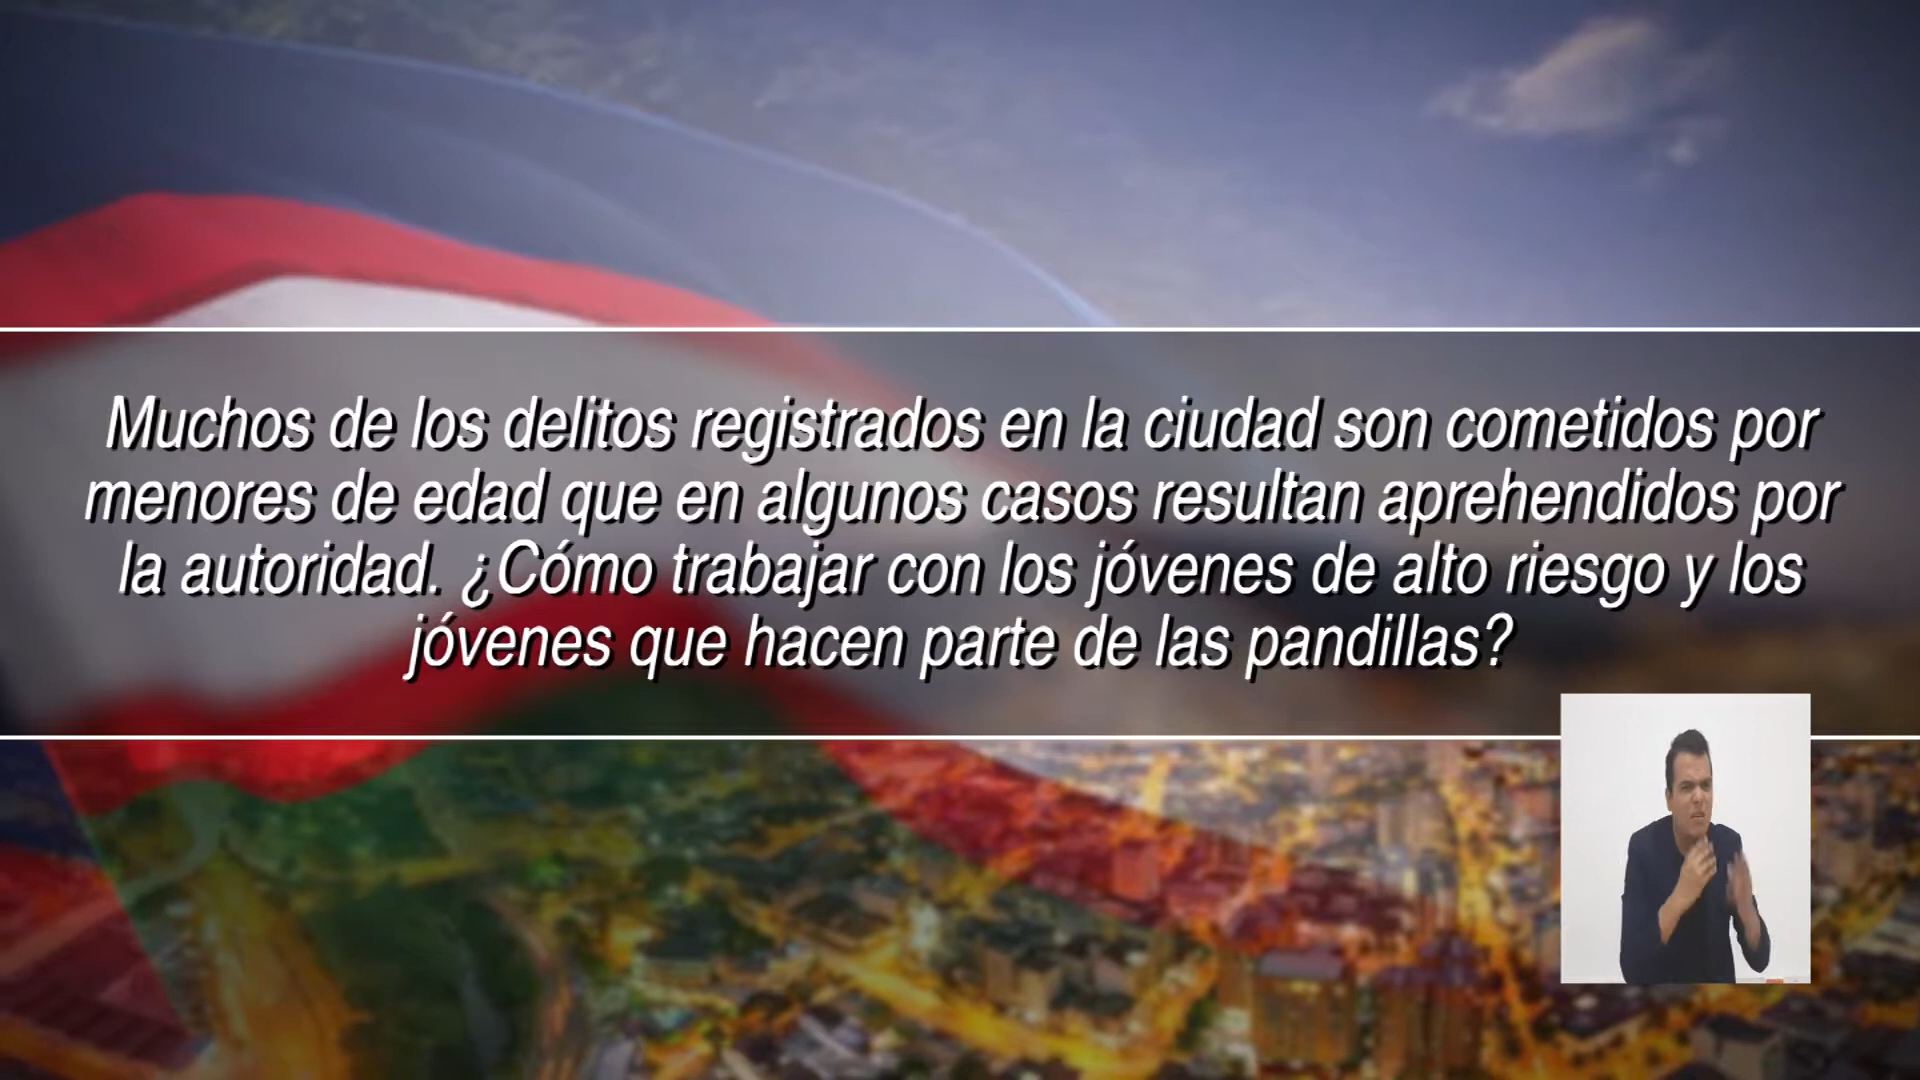 Muchos de los delitos registrados en la ciudad son cometidos por
menores de edad que en algunos casos resultan aprehendidos por
la autoridad. ¿Cómo trabajar con los jóvenes de alto riesgo y los
jóvenes que hacen parte de las pandillas?